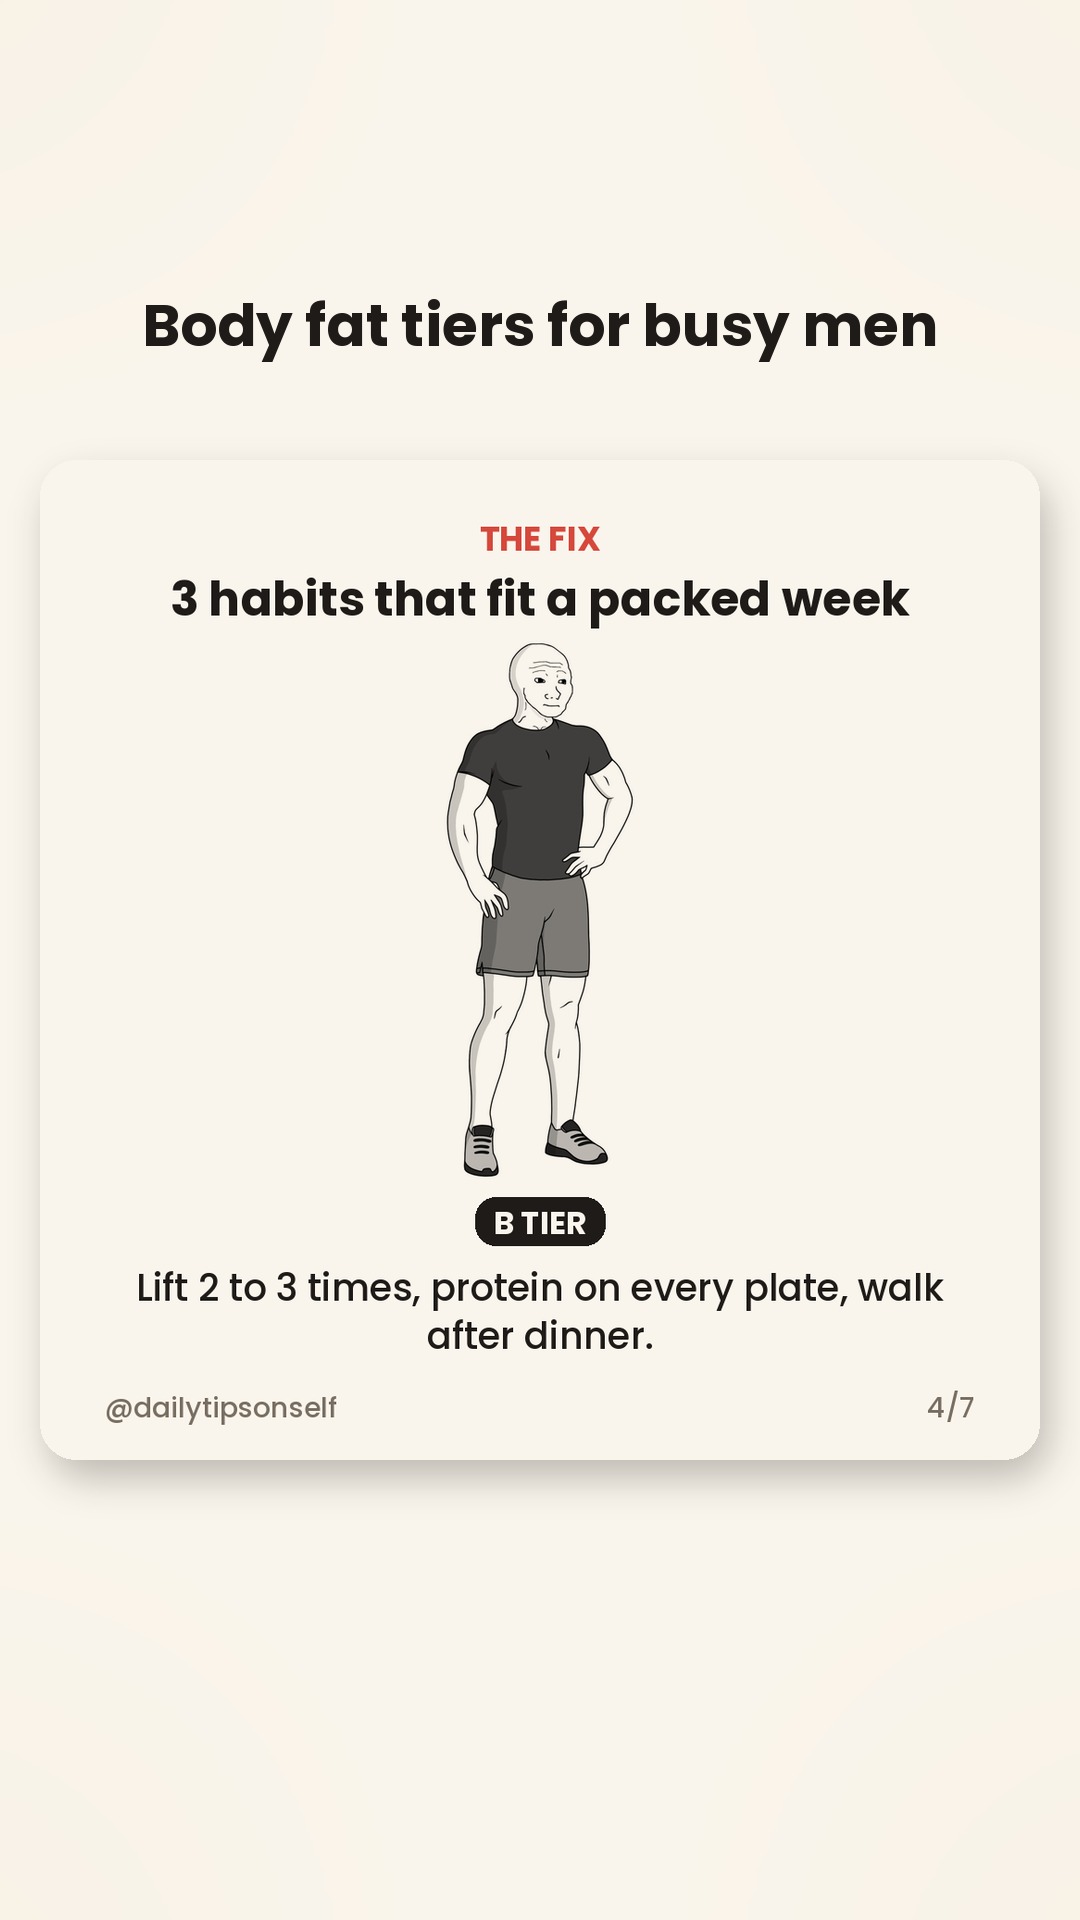 Body fat tiers for busy men
THE FIX
3 habits that fit a packed week
B TIER
Lift 2 to 3 times, protein on every plate, walk
after dinner.
@dailytipsonself
4/7